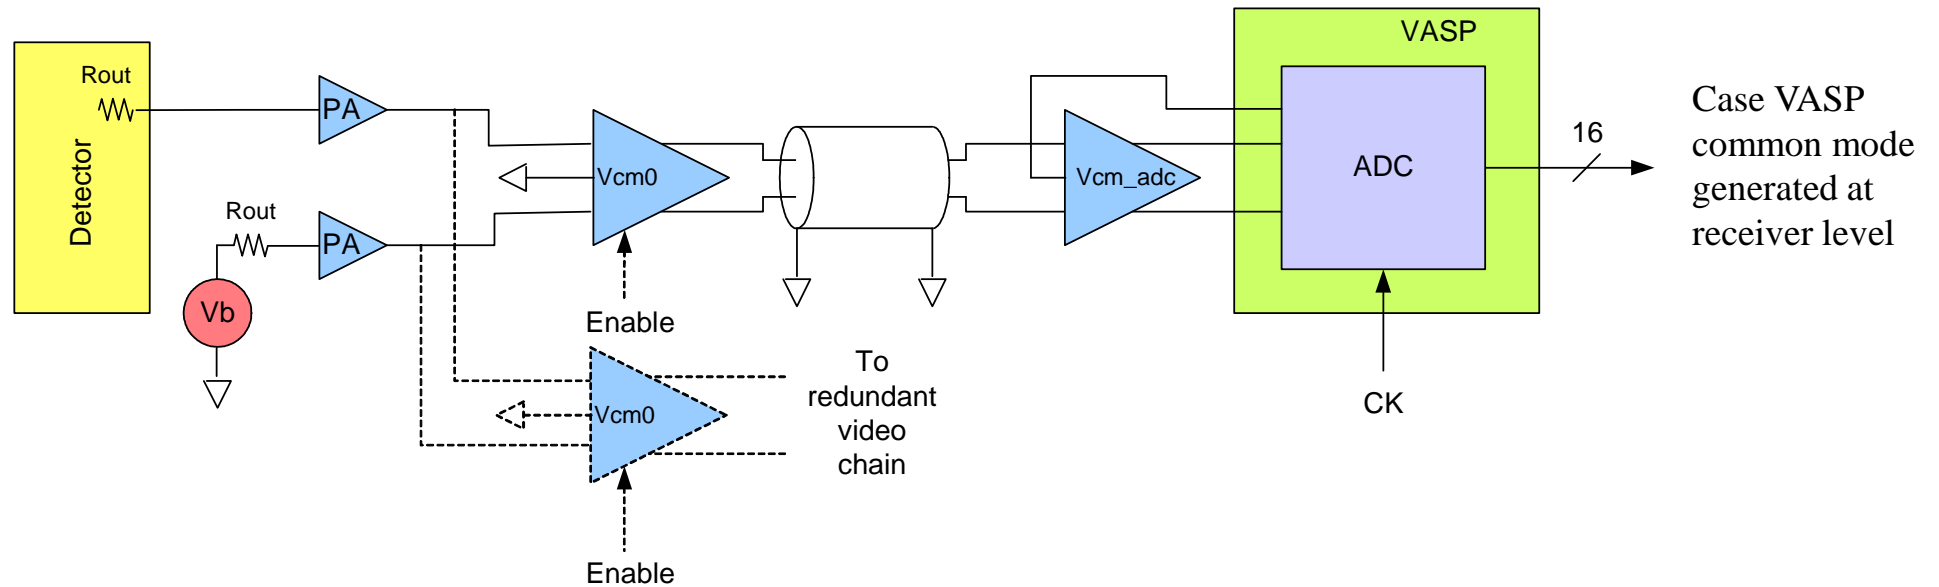 VASP
Rout
PA
Detector
Rout
PA
Vb
Vcm0
Enable
Vcm_adc
ADC
16
CK
Case VASP
common mode
generated at
receiver level
Vcm0
Enable
To
redundant
video
chain